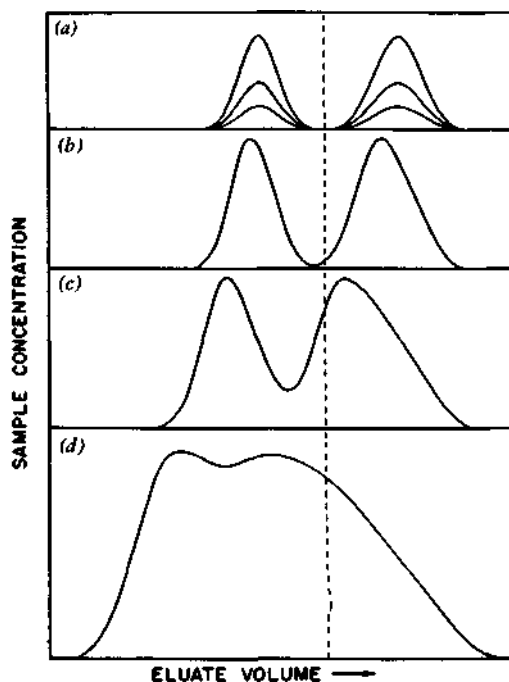 (a)
(b)
(c)
(d)
SAMPLE CONCENTRATION
ELUATE VOLUME